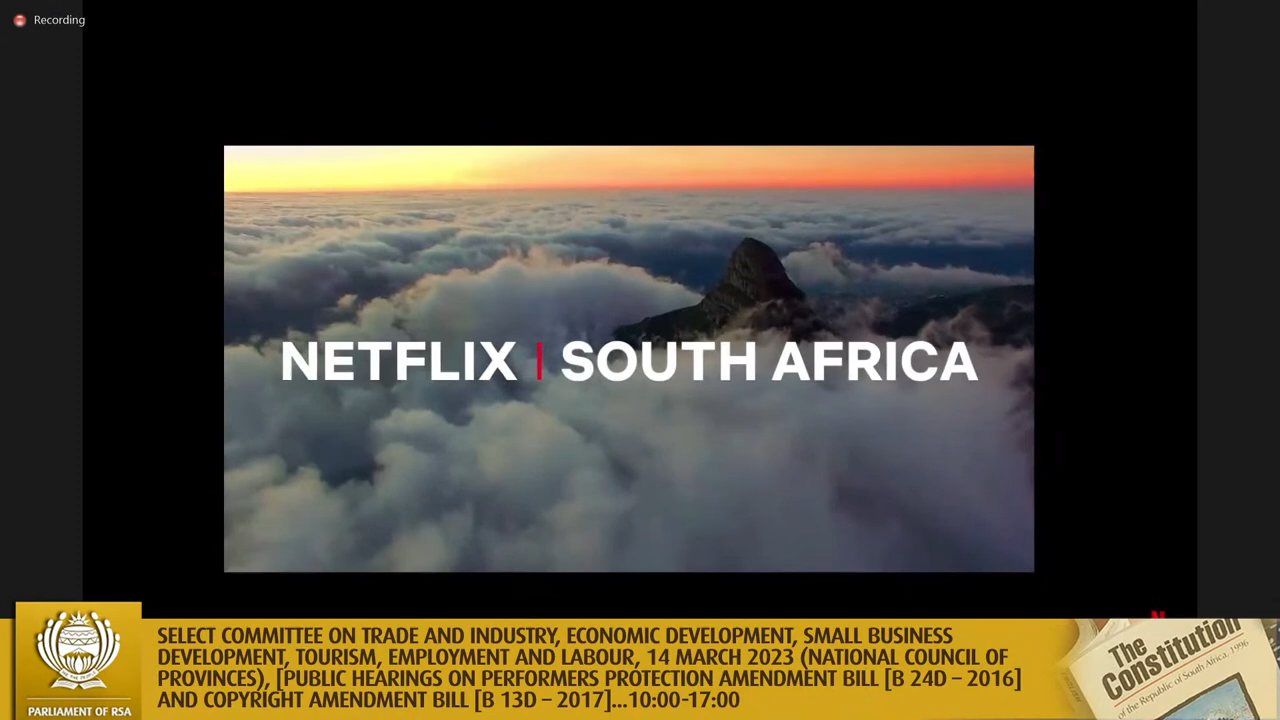 Recording
NETFLIX | SOUTH AFRICA
N
SELECT COMMITTEE ON TRADE AND INDUSTRY, ECONOMIC DEVELOPMENT, SMALL BUSINESS
DEVELOPMENT, TOURISM, EMPLOYMENT AND LABOUR, 14 MARCH 2023 (NATIONAL COUNCIL OF
PROVINCES), [PUBLIC HEARINGS ON PERFORMERS PROTECTION AMENDMENT BILL [B 24D – 2016]
AND COPYRIGHT AMENDMENT BILL [B 13D – 2017]...10:00-17:00
PARLIAMENT OF RSA
The
Constitution
of the Republic of South Africa, 1996